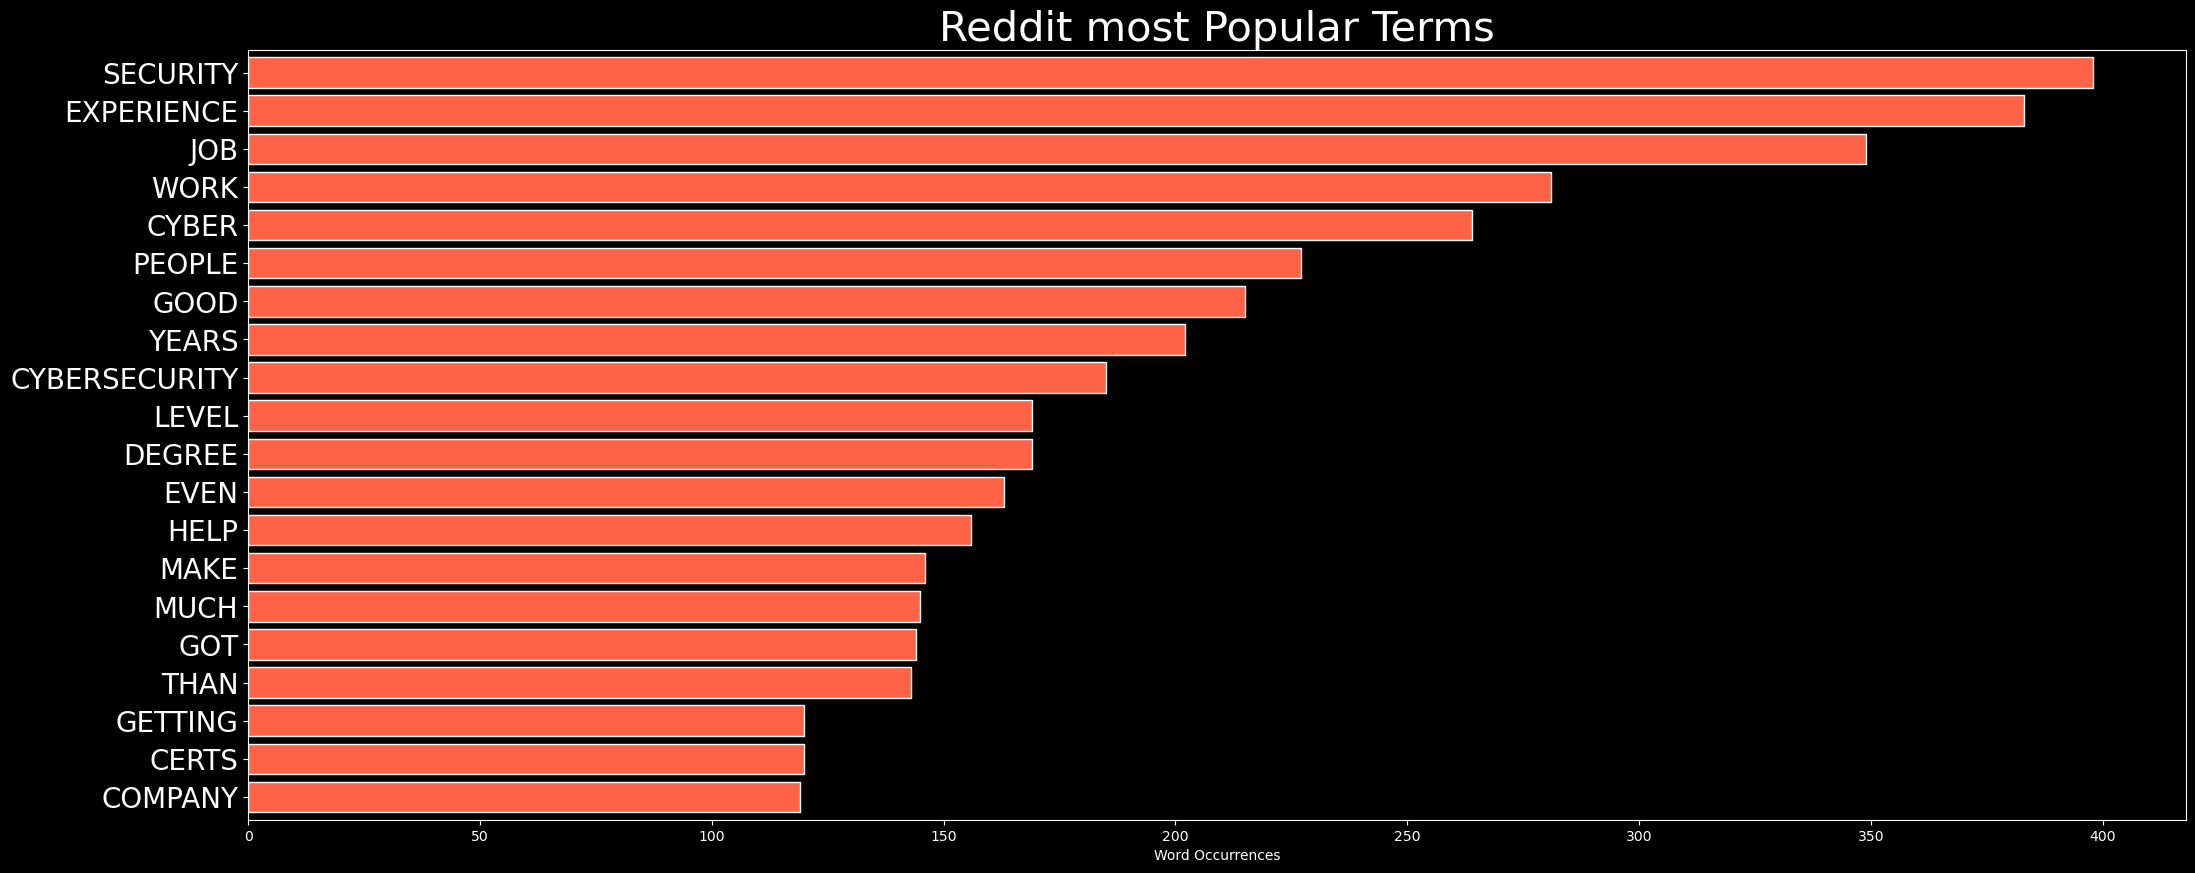 Reddit most Popular Terms
SECURITY
EXPERIENCE
JOB
WORK
CYBER
PEOPLE
GOOD
YEARS
CYBERSECURITY
LEVEL
DEGREE
EVEN
HELP
MAKE
MUCH
GOT
THAN
GETTING
CERTS
COMPANY
0 50 100 150 200 250 300 350 400
Word Occurrences